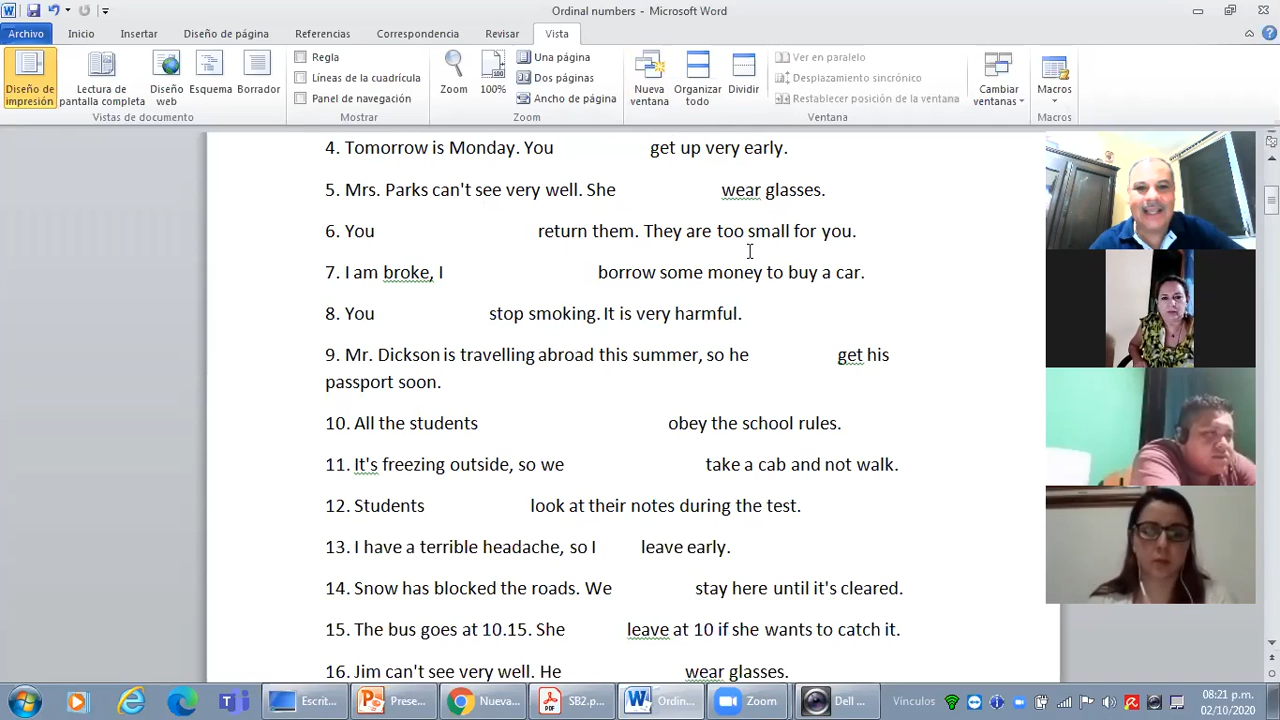 Ordinal numbers - Microsoft Word
Archivo Inicio Insertar Diseño de página Referencias Correspondencia Revisar Vista
Diseño de impresión
Lectura de pantalla completa
Diseño web
Esquema
Borrador
Vistas de documento
Regla
Líneas de la cuadrícula
Panel de navegación
Mostrar
Zoom
100%
Una página
Dos páginas
Ancho de página
Zoom
Nueva ventana
Organizar todo
Dividir
Ver en paralelo
Desplazamiento sincrónico
Restablecer posición de la ventana
Ventana
Cambiar ventanas
Macros
Macros
4. Tomorrow is Monday. You get up very early.
5. Mrs. Parks can't see very well. She wear glasses.
6. You return them. They are too small for you.
7. I am broke, I borrow some money to buy a car.
8. You stop smoking. It is very harmful.
9. Mr. Dickson is travelling abroad this summer, so he get his
passport soon.
10. All the students obey the school rules.
11. It's freezing outside, so we take a cab and not walk.
12. Students look at their notes during the test.
13. I have a terrible headache, so I leave early.
14. Snow has blocked the roads. We stay here until it's cleared.
15. The bus goes at 10.15. She leave at 10 if she wants to catch it.
16. Jim can't see very well. He wear glasses.
Escrit... Prese... Nueva... SB2.p... Ordin... Zoom Dell ... Vínculos
08:21 p.m.
02/10/2020